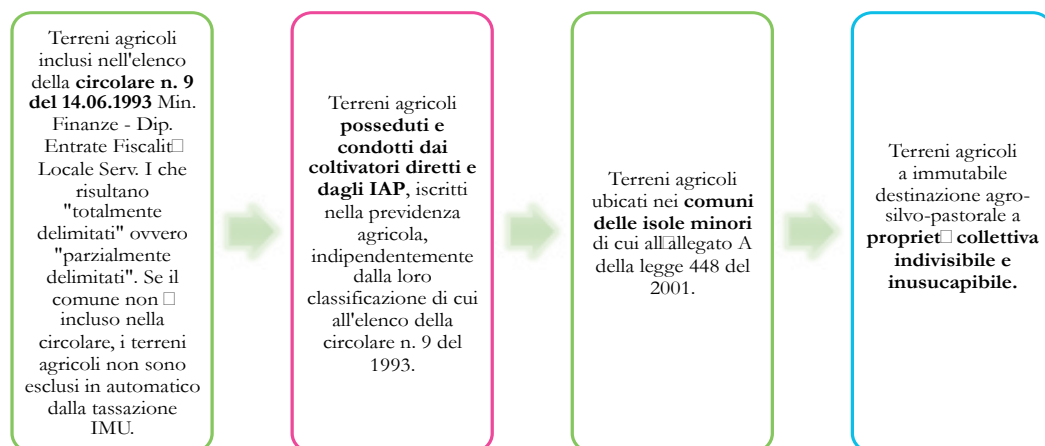 Terreni agricoli
inclusi nell'elenco
della circolare n. 9
del 14.06.1993 Min.
Finanze - Dip.
Entrate Fiscalit□
Locale Serv. I che
risultano
"totalmente
delimitati" ovvero
"parzialmente
delimitati". Se il
comune non □
incluso nella
circolare, i terreni
agricoli non sono
esclusi in automatico
dalla tassazione
IMU.
Terreni agricoli
posseduti e
condotti dai
coltivatori diretti e
dagli IAP, iscritti
nella previdenza
agricola,
indipendentemente
dalla loro
classificazione di cui
all'elenco della
circolare n. 9 del
1993.
Terreni agricoli
ubicati nei comuni
delle isole minori
di cui all□allegato A
della legge 448 del
2001.
Terreni agricoli
a immutabile
destinazione agro-
silvo-pastorale a
propriet□ collettiva
indivisibile e
inusucapibile.